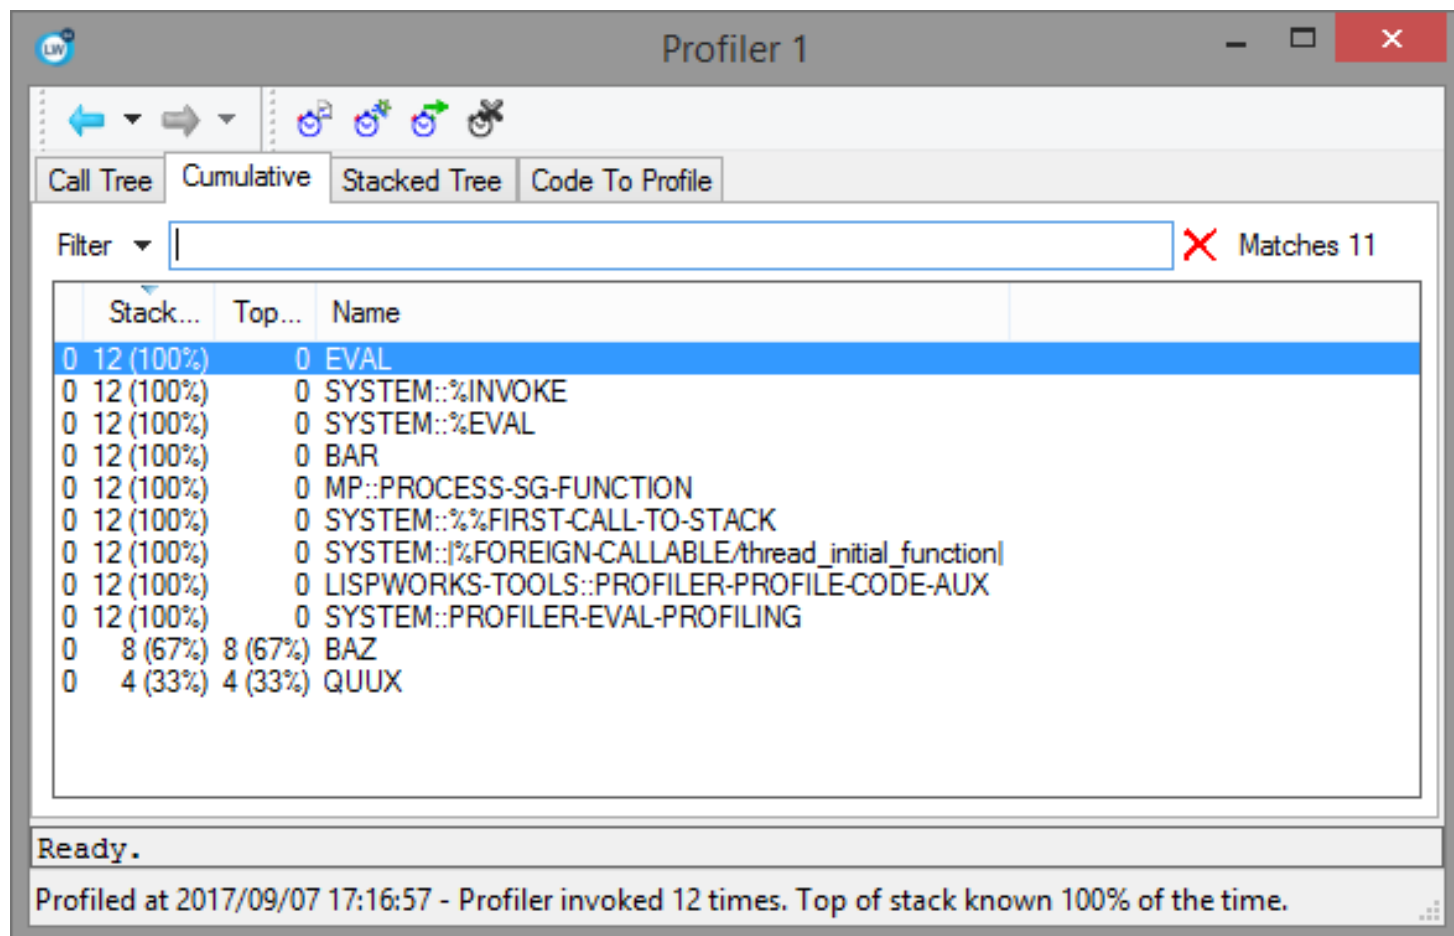 LW
Profiler 1
Call Tree Cumulative Stacked Tree Code To Profile
Filter Matches 11
Stack... Top... Name
0 12 (100%) 0 EVAL
0 12 (100%) 0 SYSTEM::%INVOKE
0 12 (100%) 0 SYSTEM::%EVAL
0 12 (100%) 0 BAR
0 12 (100%) 0 MP::PROCESS-SG-FUNCTION
0 12 (100%) 0 SYSTEM::%%FIRST-CALL-TO-STACK
0 12 (100%) 0 SYSTEM::|%FOREIGN-CALLABLE/thread_initial_function|
0 12 (100%) 0 LISPWORKS-TOOLS::PROFILER-PROFILE-CODE-AUX
0 12 (100%) 0 SYSTEM::PROFILER-EVAL-PROFILING
0 8 (67%) 8 (67%) BAZ
0 4 (33%) 4 (33%) QUUX
Ready.
Profiled at 2017/09/07 17:16:57 - Profiler invoked 12 times. Top of stack known 100% of the time.